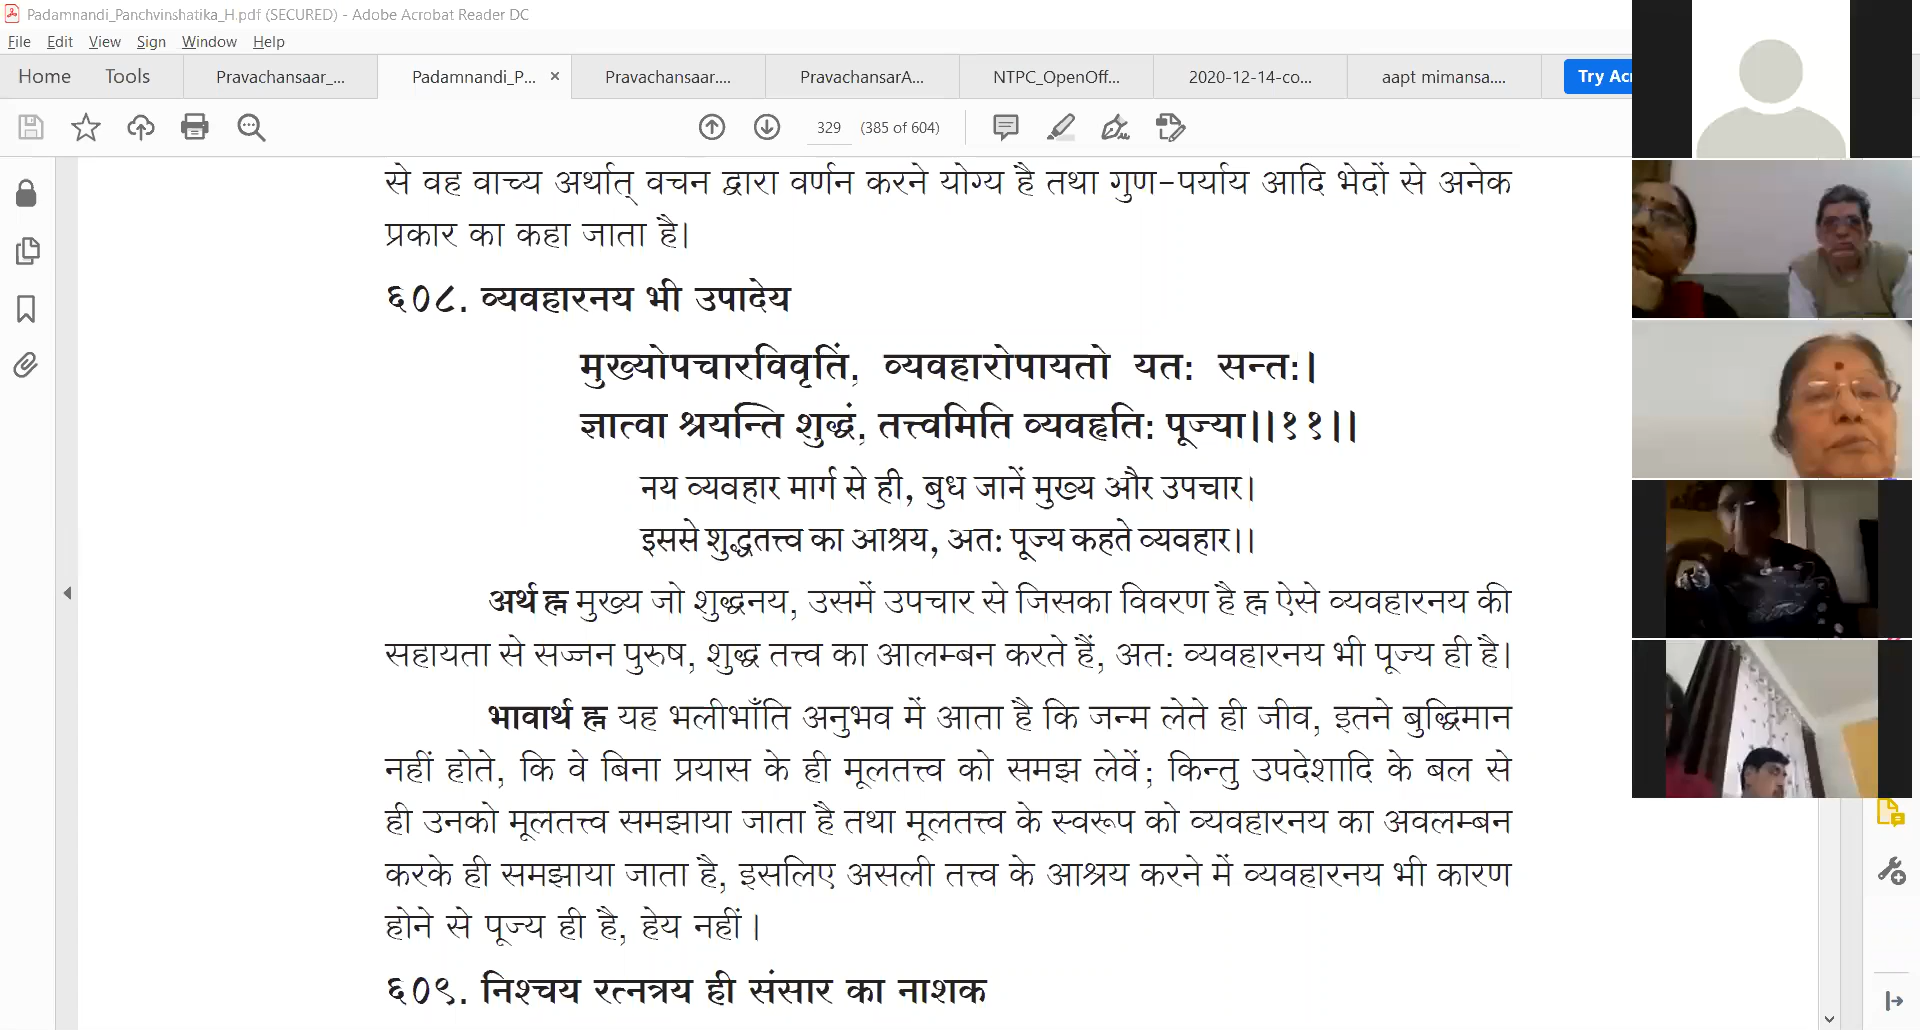 Padamnandi_Panchvinshatika_H.pdf (SECURED) - Adobe Acrobat Reader DC
File Edit View Sign Window Help
Home Tools Pravachansaar_... Padamnandi_P... × Pravachansaar.... PravachansarA... NTPC_OpenOff... 2020-12-14-co... aapt mimansa.... Try Acr
329 (385 of 604)
से वह वाच्य अर्थात् वचन द्वारा वर्णन करने योग्य है तथा गुण-पर्याय आदि भेदों से अनेक
प्रकार का कहा जाता है।
६०८. व्यवहारनय भी उपादेय
मुख्योपचारविवृतिं, व्यवहारोपायतो यतः सन्तः।
ज्ञात्वा श्रयन्ति शुद्धं, तत्त्वमिति व्यवहृतिः पूज्या।।११।।
नय व्यवहार मार्ग से ही, बुध जानें मुख्य और उपचार।
इससे शुद्धतत्त्व का आश्रय, अतः पूज्य कहते व्यवहार।।
अर्थ ह्न मुख्य जो शुद्धनय, उसमें उपचार से जिसका विवरण है ह्न ऐसे व्यवहारनय की
सहायता से सज्जन पुरुष, शुद्ध तत्त्व का आलम्बन करते हैं, अतः व्यवहारनय भी पूज्य ही है।
भावार्थ ह्न यह भलीभाँति अनुभव में आता है कि जन्म लेते ही जीव, इतने बुद्धिमान
नहीं होते, कि वे बिना प्रयास के ही मूलतत्त्व को समझ लेवें; किन्तु उपदेशादि के बल से
ही उनको मूलतत्त्व समझाया जाता है तथा मूलतत्त्व के स्वरूप को व्यवहारनय का अवलम्बन
करके ही समझाया जाता है, इसलिए असली तत्त्व के आश्रय करने में व्यवहारनय भी कारण
होने से पूज्य ही है, हेय नहीं।
६०९. निश्चय रत्नत्रय ही संसार का नाशक